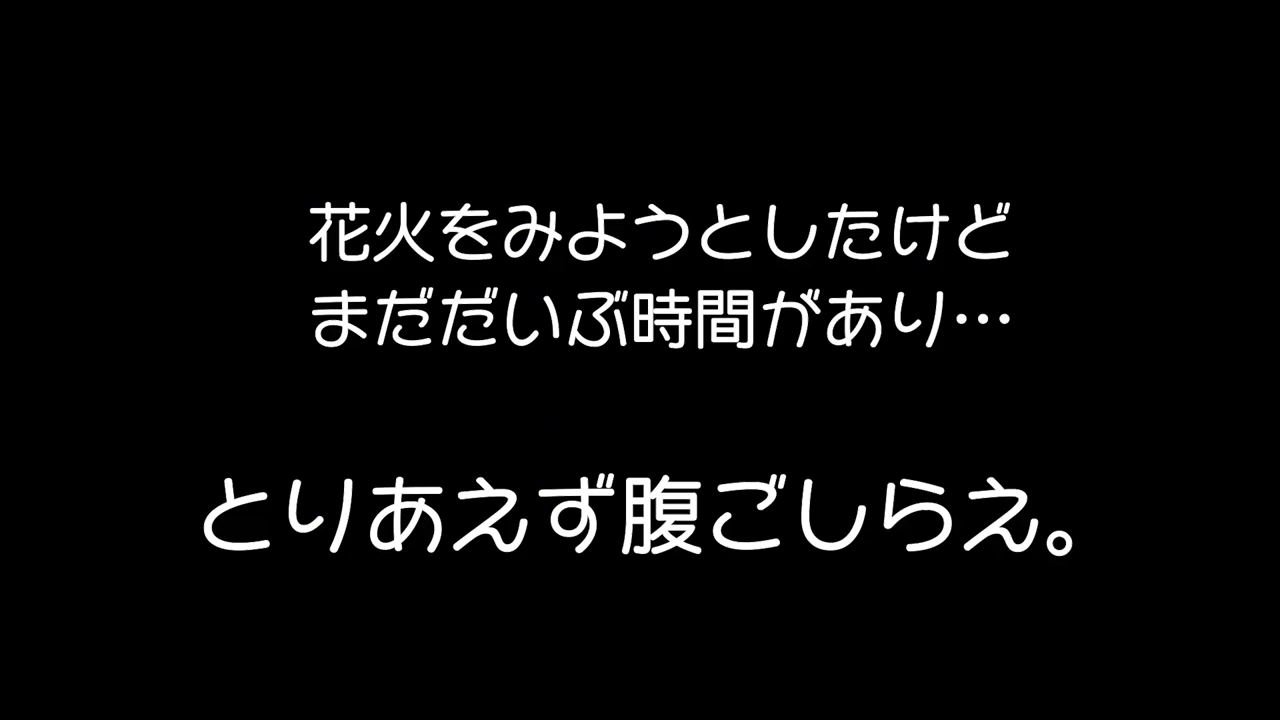 花火をみようとしたけど
まだだいぶ時間があり…
とりあえず腹ごしらえ。